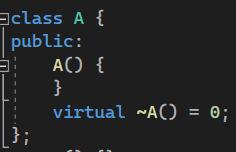 class A {
public:
    A() {
    }
    virtual ~A() = 0;
};